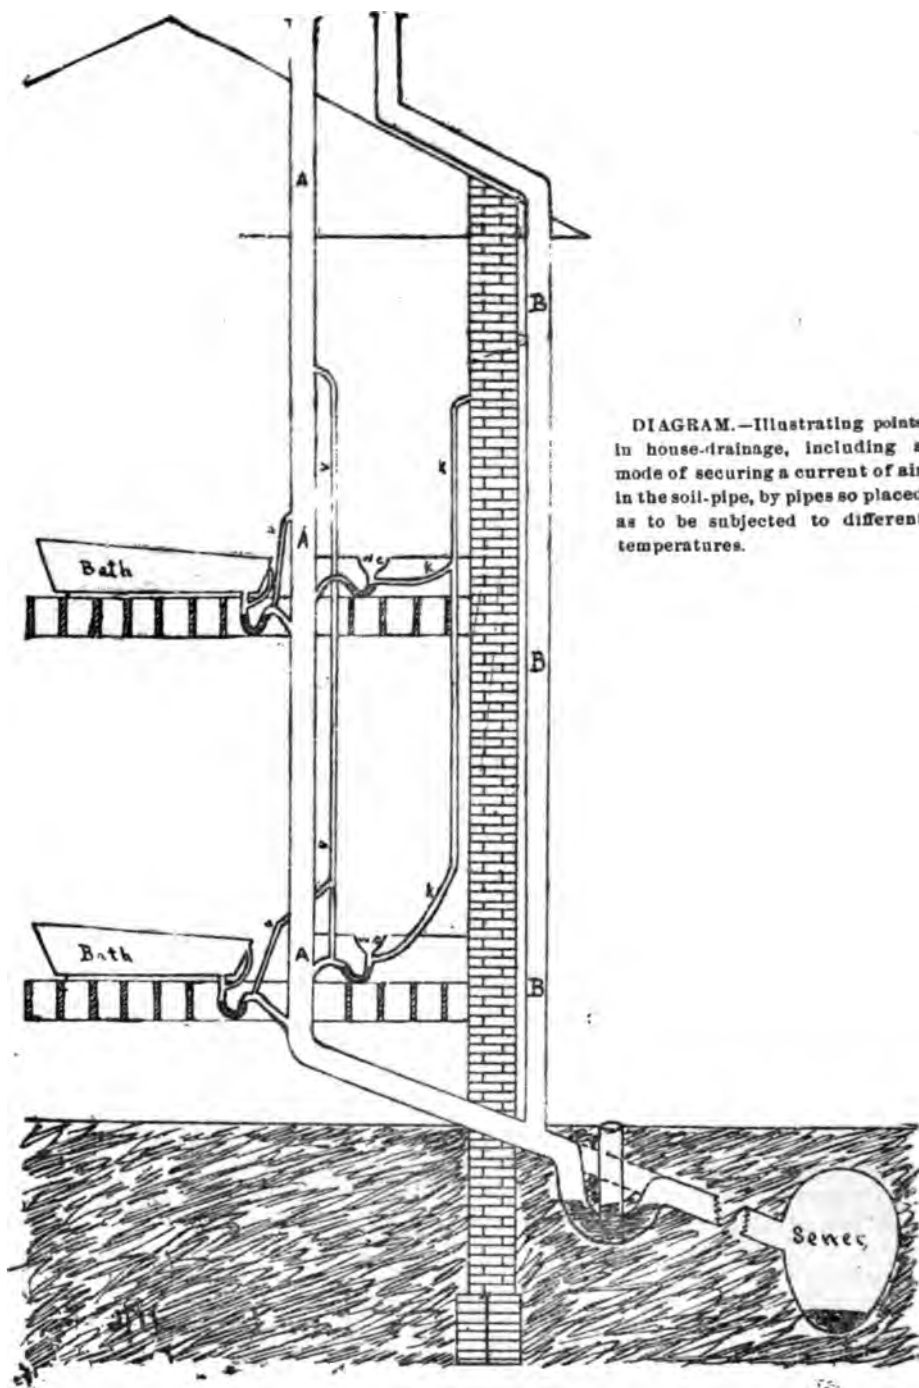 A
B
DIAGRAM.—Illustrating points
in house-drainage, including a
mode of securing a current of air
in the soil-pipe, by pipes so placed
as to be subjected to different
temperatures.
v
k
A
Bath
k
B
v
k
Bath
A
B
Sewer